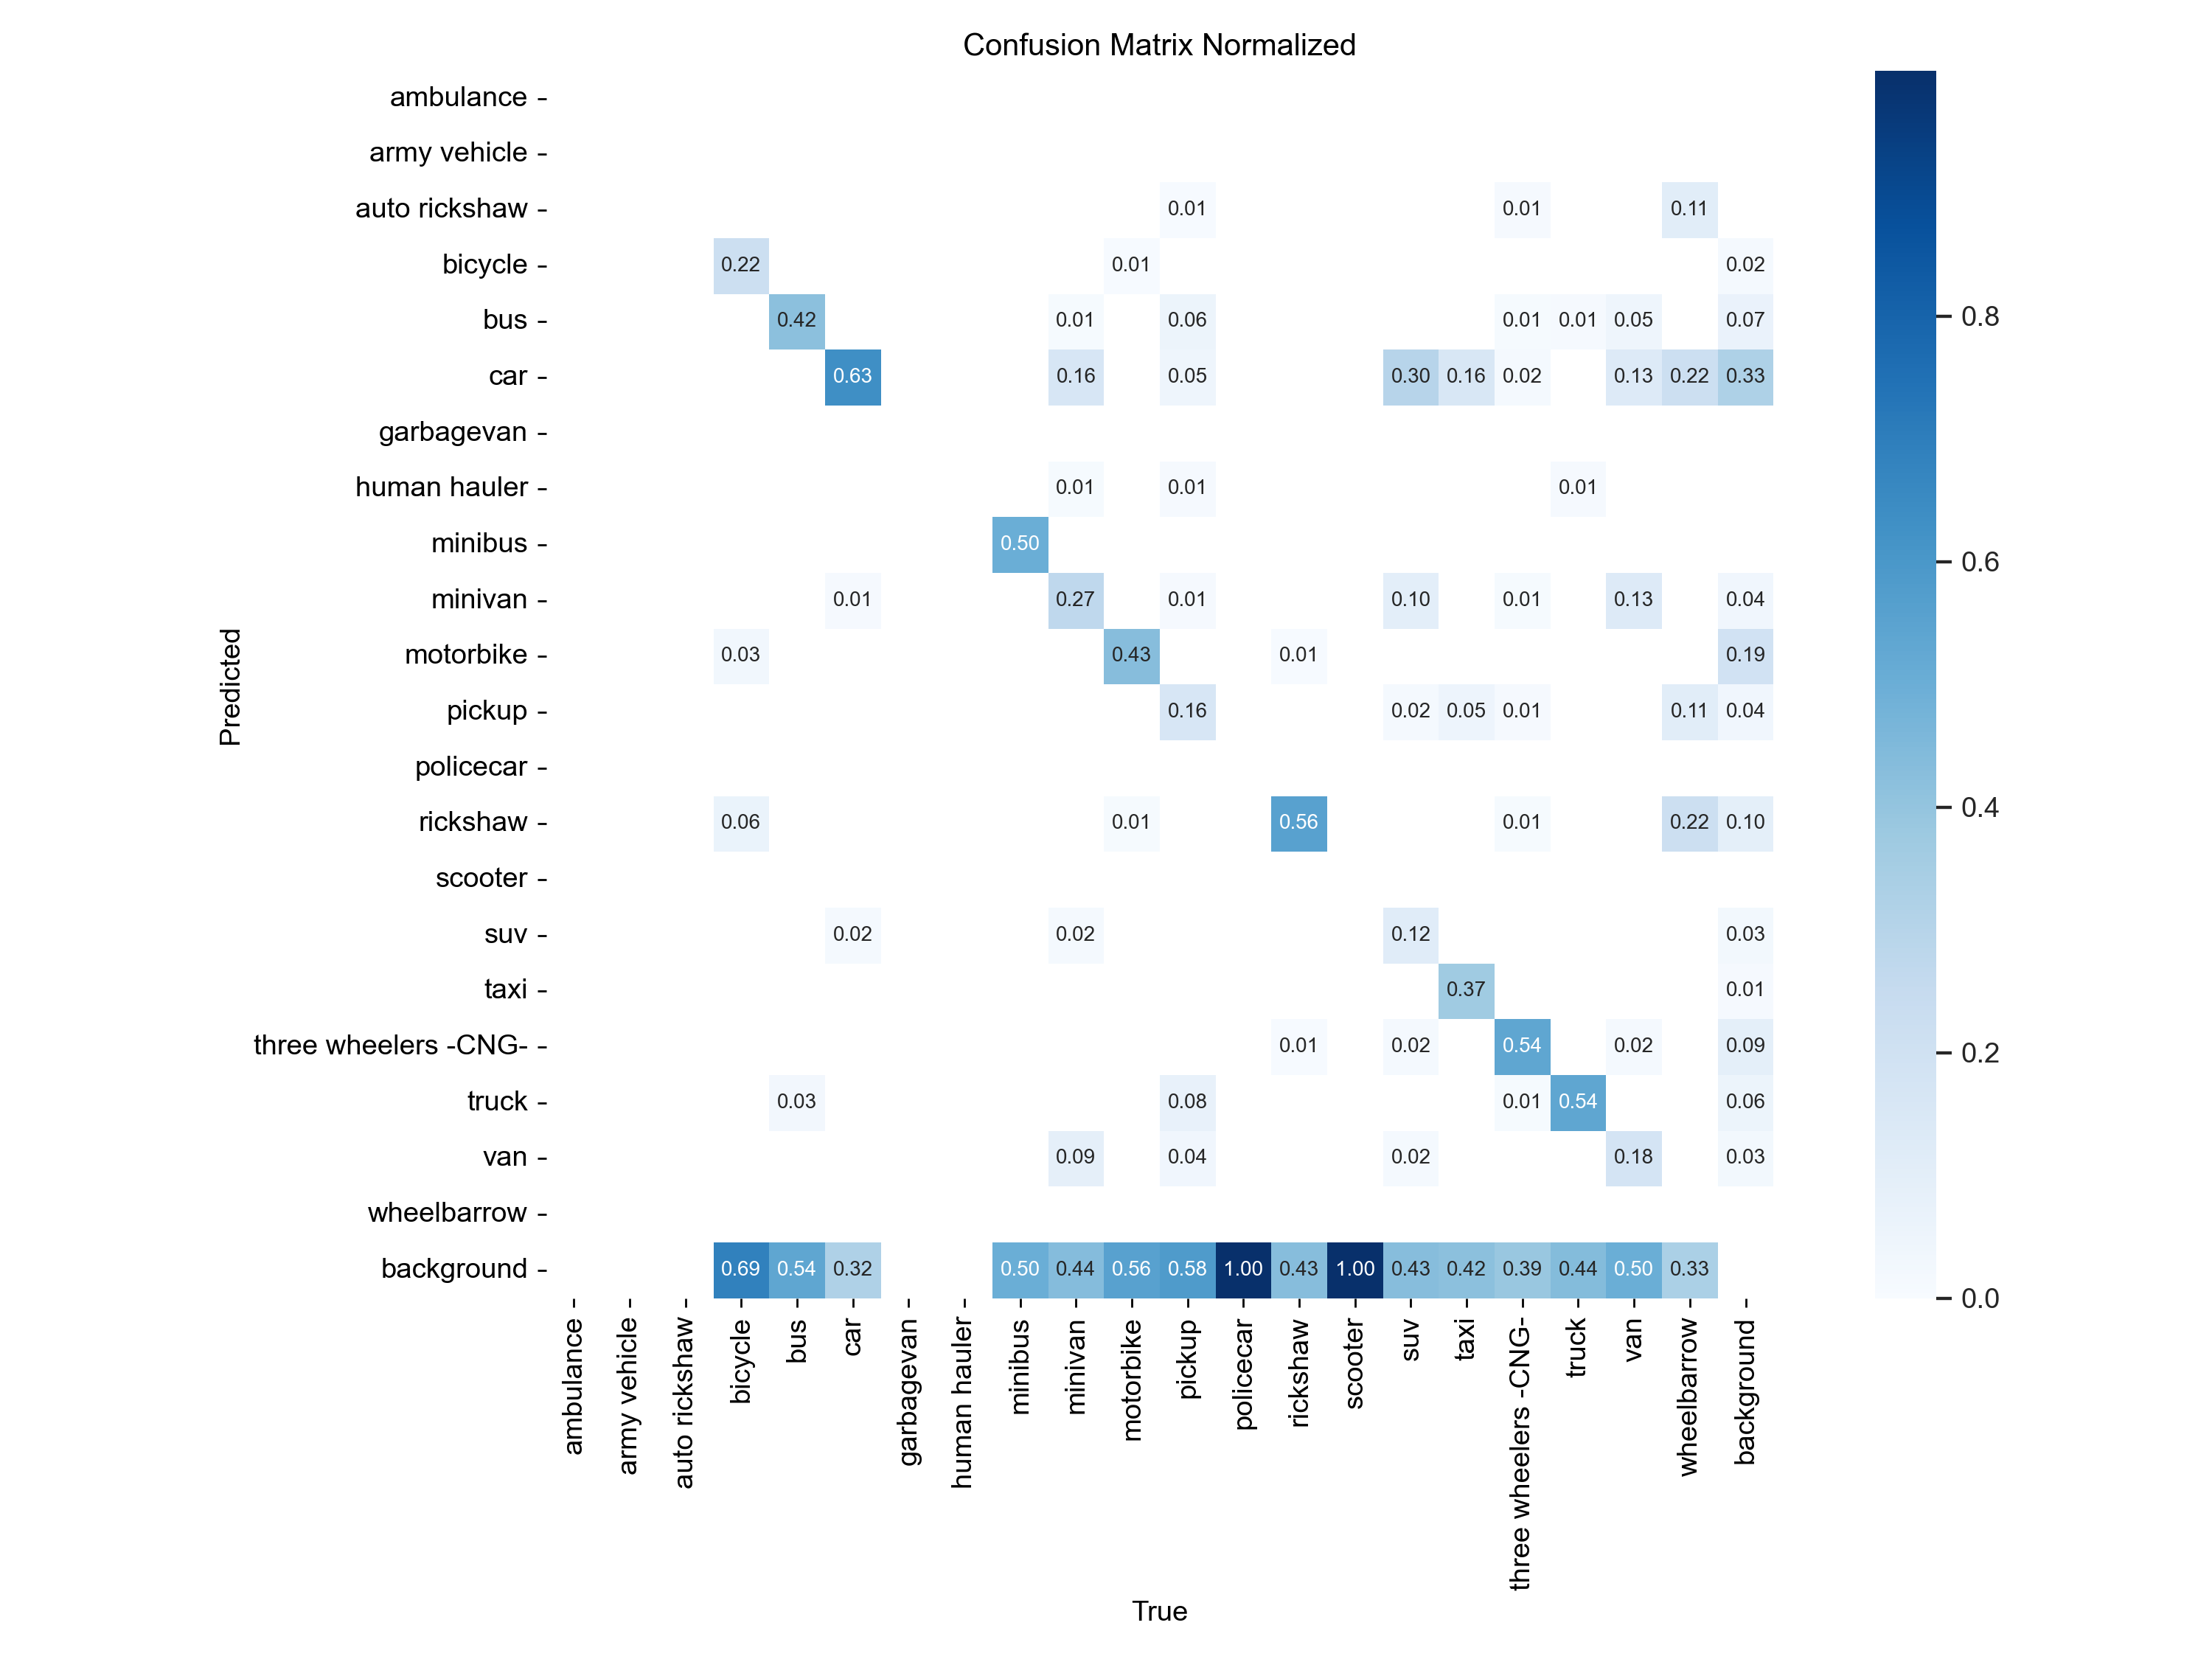 Confusion Matrix Normalized
ambulance
army vehicle
auto rickshaw 0.01 0.01 0.11
bicycle 0.22 0.01 0.02
bus 0.42 0.01 0.06 0.01 0.01 0.05 0.07
0.8
car 0.63 0.16 0.05 0.30 0.16 0.02 0.13 0.22 0.33
garbagevan
human hauler 0.01 0.01 0.01
minibus 0.50
0.6
minivan 0.01 0.27 0.01 0.10 0.01 0.13 0.04
motorbike 0.03 0.43 0.01 0.19
Predicted
pickup 0.16 0.02 0.05 0.01 0.11 0.04
policecar
0.4
rickshaw 0.06 0.01 0.56 0.01 0.22 0.10
scooter
suv 0.02 0.02 0.12 0.03
taxi 0.37 0.01
three wheelers -CNG- 0.01 0.02 0.54 0.02 0.09
0.2
truck 0.03 0.08 0.01 0.54 0.06
van 0.09 0.04 0.02 0.18 0.03
wheelbarrow
background 0.69 0.54 0.32 0.50 0.44 0.56 0.58 1.00 0.43 1.00 0.43 0.42 0.39 0.44 0.50 0.33
0.0
ambulance
army vehicle
auto rickshaw
bicycle
bus
car
garbagevan
human hauler
minibus
minivan
motorbike
pickup
policecar
rickshaw
scooter
suv
taxi
three wheelers -CNG-
truck
van
wheelbarrow
background
True